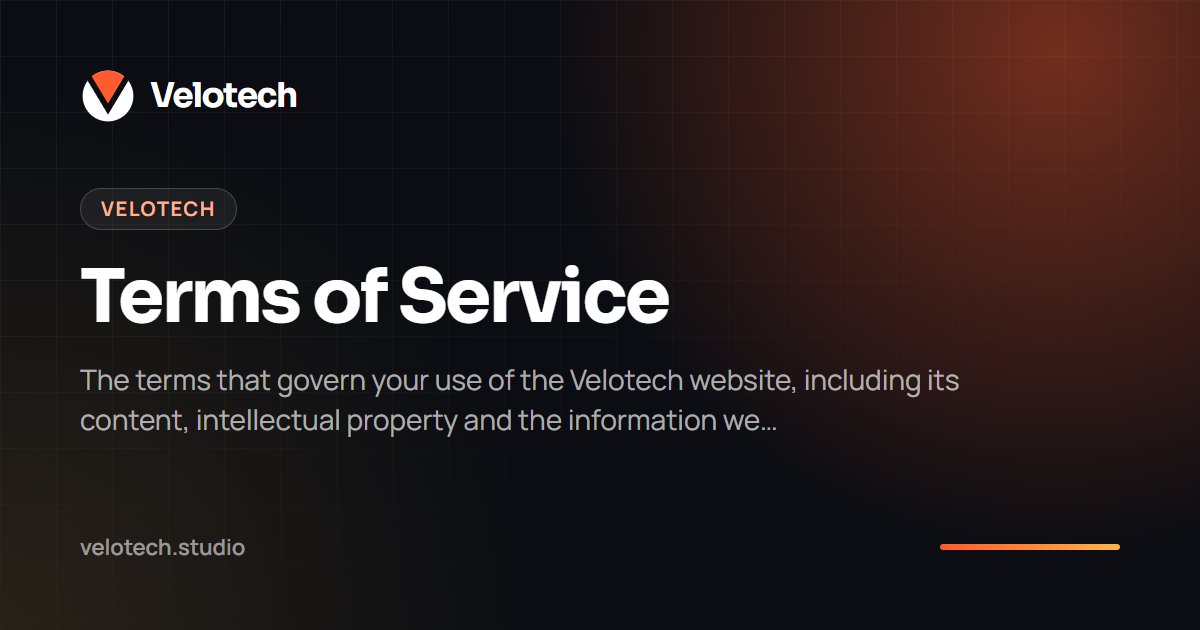 Velotech
VELOTECH
Terms of Service
The terms that govern your use of the Velotech website, including its
content, intellectual property and the information we...
velotech.studio